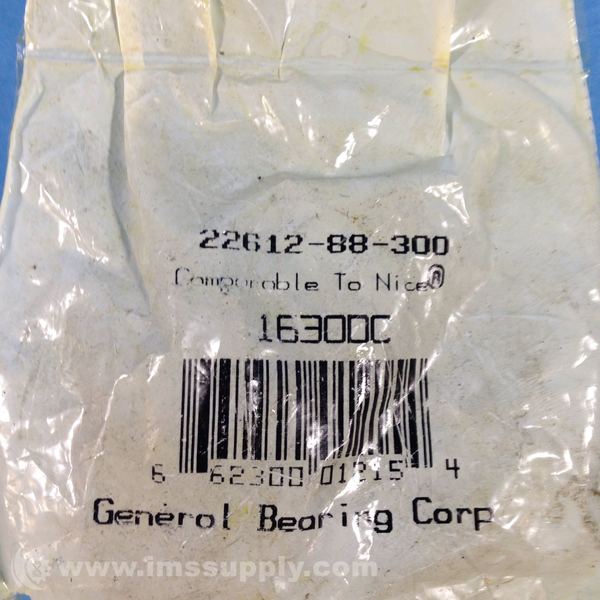 22612-88-300
Comparable To Nice®
1630DC
6 62300 01215 4
General Bearing Corp
www.imssupply.com